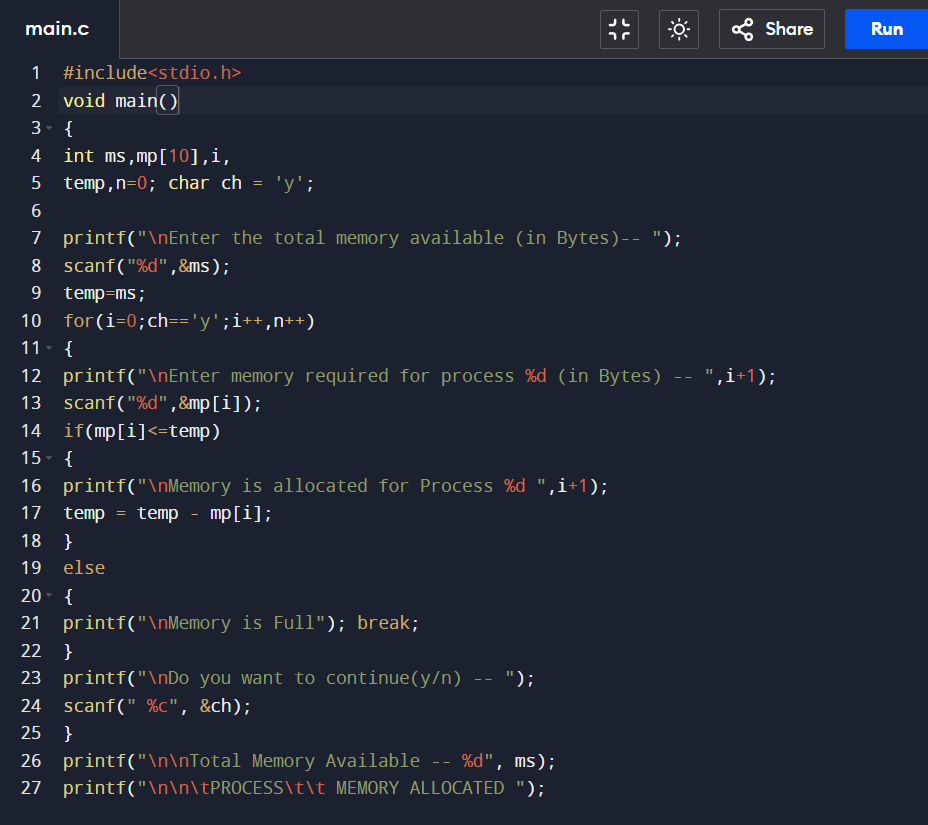 main.c
Share
Run
1 #include<stdio.h>
2 void main()
3 {
4 int ms,mp[10],i,
5 temp,n=0; char ch = 'y';
6
7 printf("\nEnter the total memory available (in Bytes)-- ");
8 scanf("%d",&ms);
9 temp=ms;
10 for(i=0;ch=='y';i++,n++)
11 {
12 printf("\nEnter memory required for process %d (in Bytes) -- ",i+1);
13 scanf("%d",&mp[i]);
14 if(mp[i]<=temp)
15 {
16 printf("\nMemory is allocated for Process %d ",i+1);
17 temp = temp - mp[i];
18 }
19 else
20 {
21 printf("\nMemory is Full"); break;
22 }
23 printf("\nDo you want to continue(y/n) -- ");
24 scanf(" %c", &ch);
25 }
26 printf("\n\nTotal Memory Available -- %d", ms);
27 printf("\n\n\tPROCESS\t\t MEMORY ALLOCATED ");